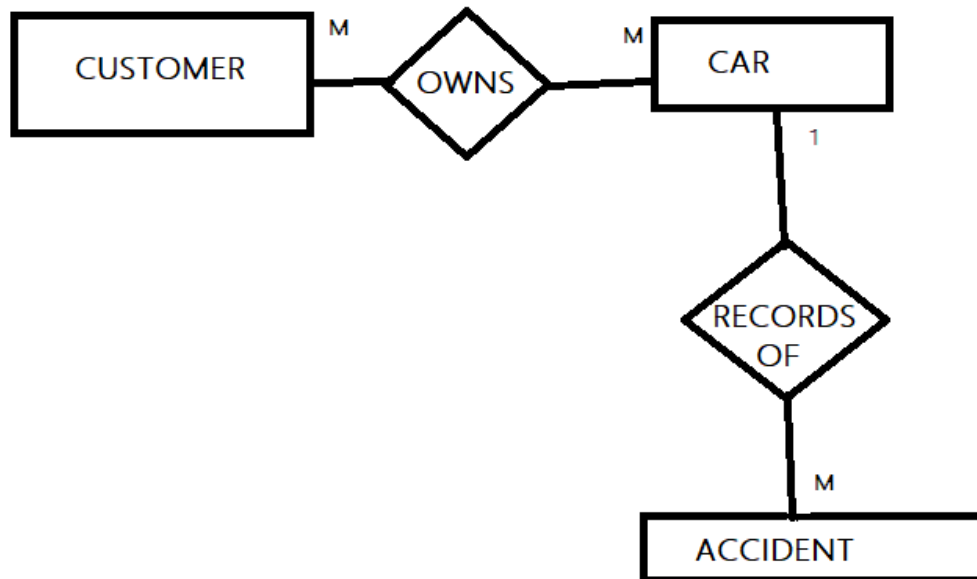 CUSTOMER
M
OWNS
M
CAR
1
RECORDS
OF
M
ACCIDENT